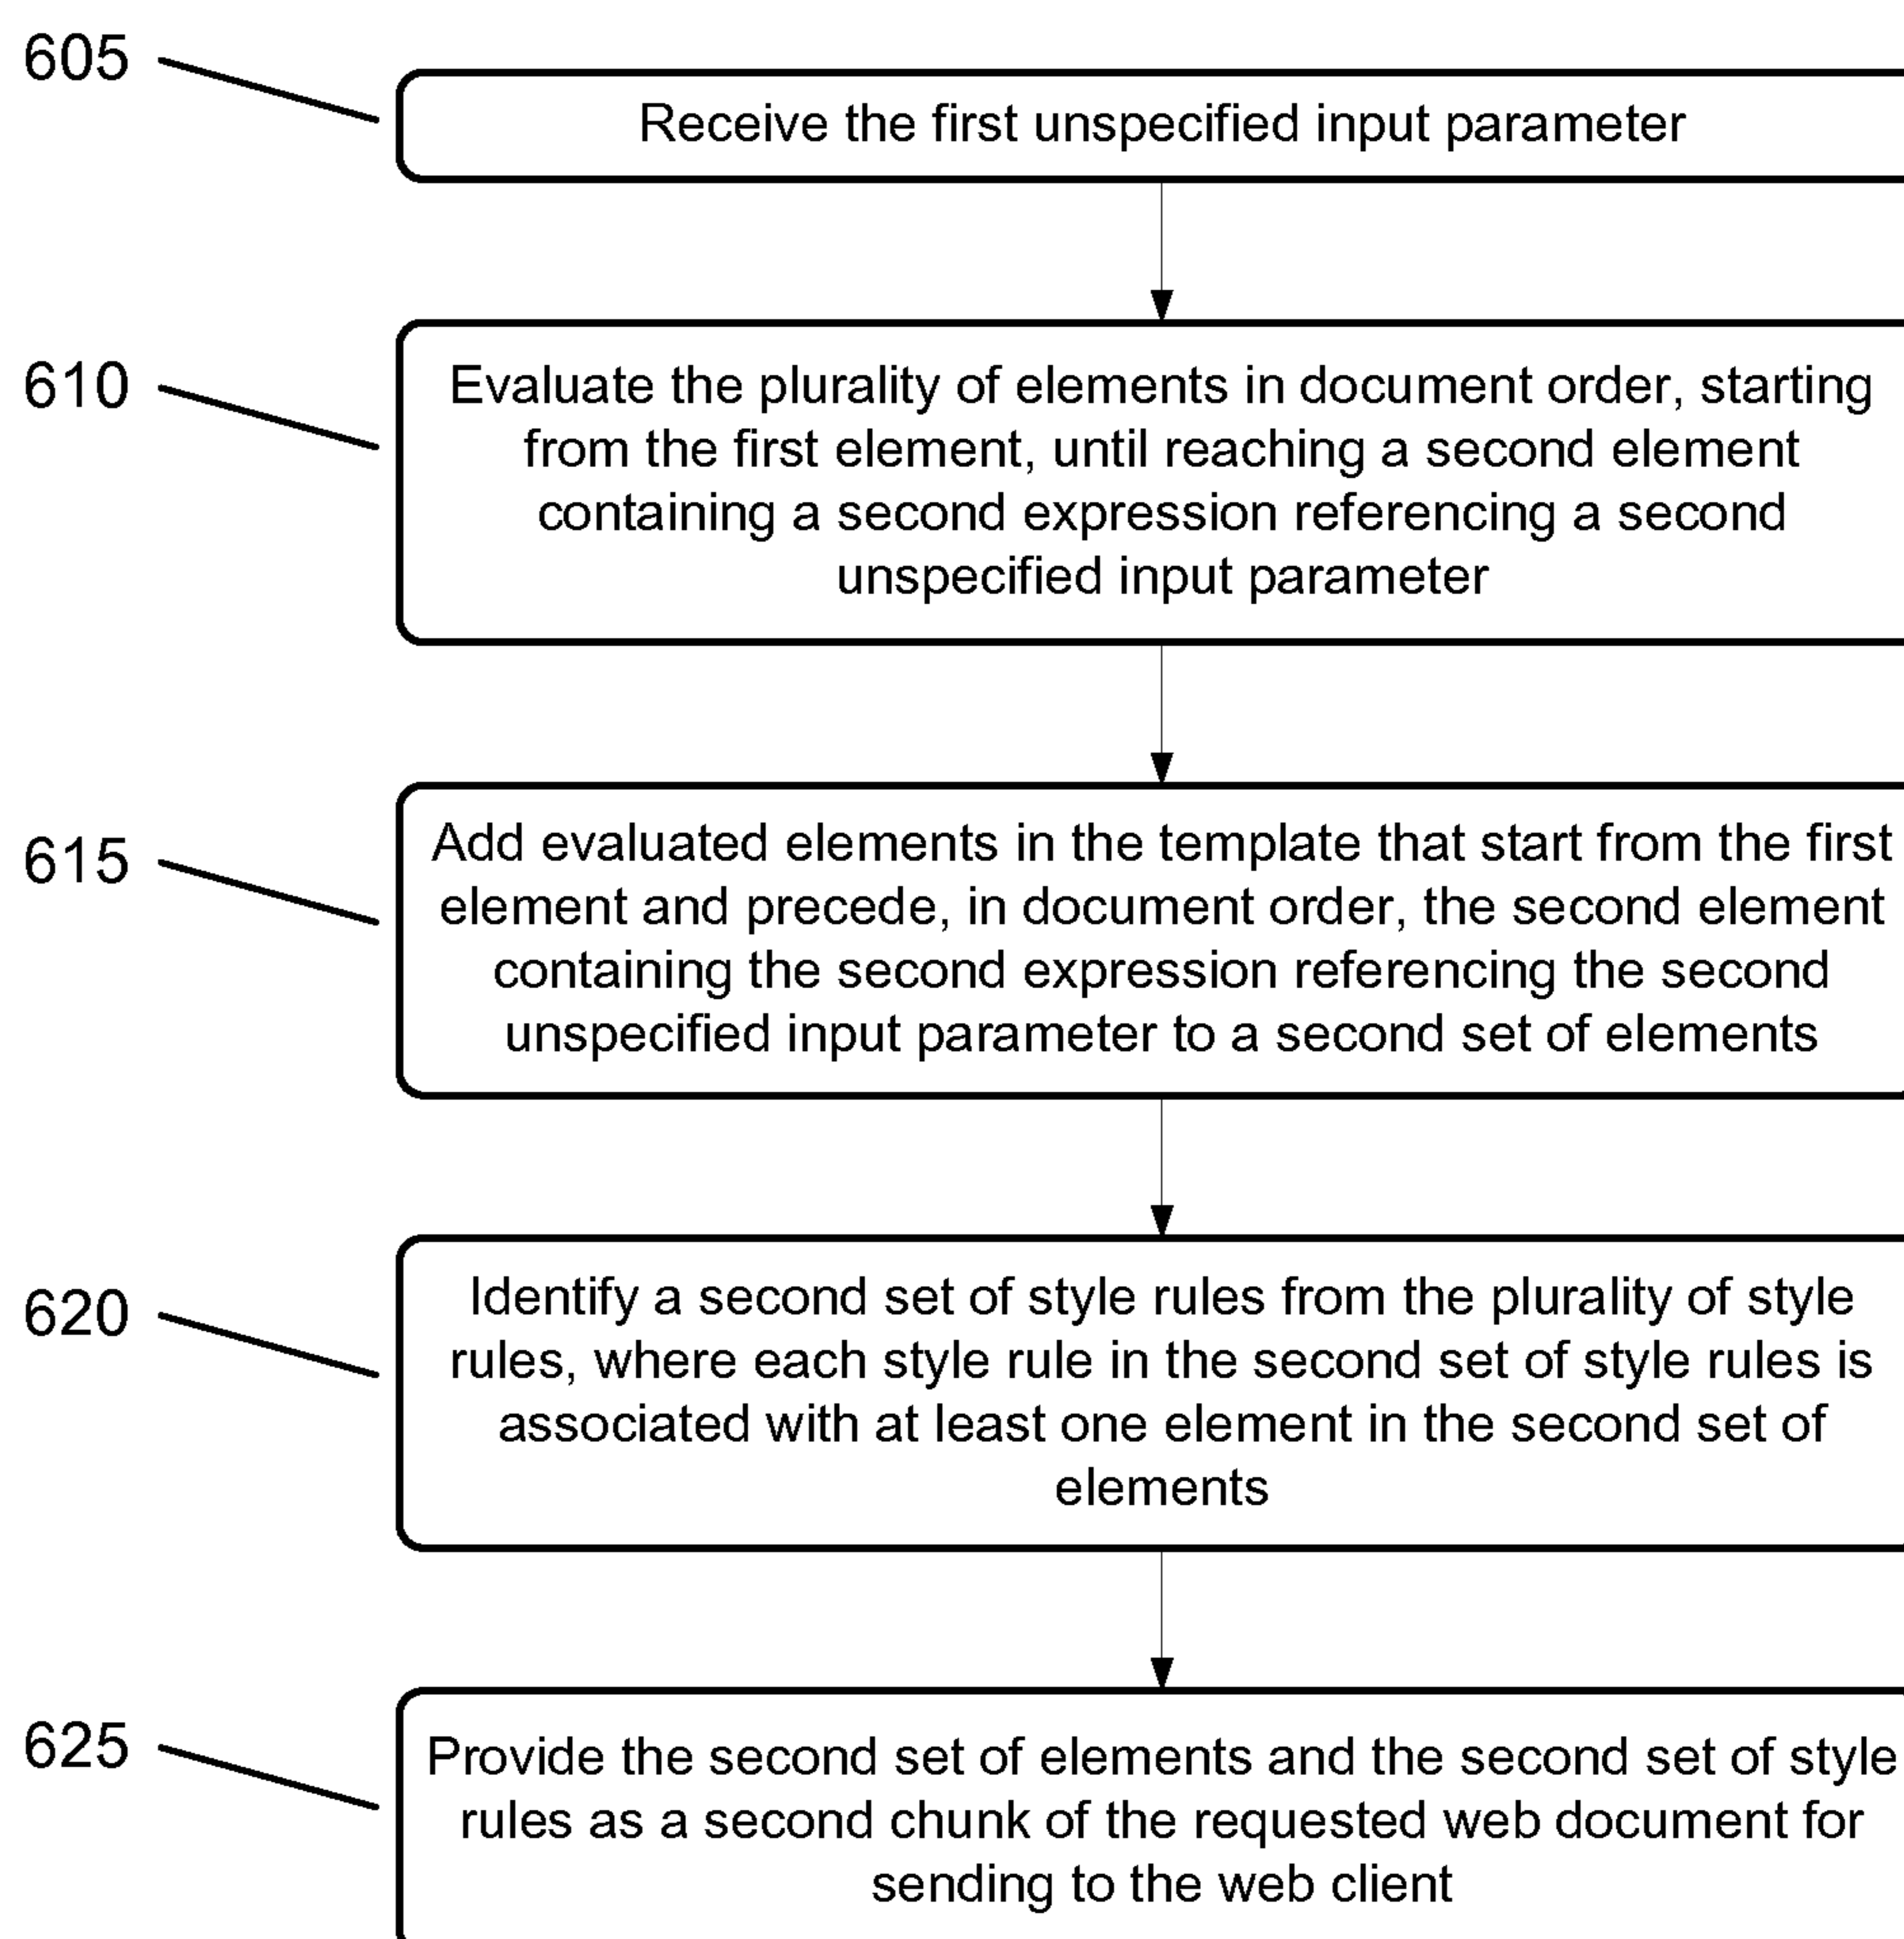 605
Receive the first unspecified input parameter
610
Evaluate the plurality of elements in document order, starting
from the first element, until reaching a second element
containing a second expression referencing a second
unspecified input parameter
615
Add evaluated elements in the template that start from the first
element and precede, in document order, the second element
containing the second expression referencing the second
unspecified input parameter to a second set of elements
620
Identify a second set of style rules from the plurality of style
rules, where each style rule in the second set of style rules is
associated with at least one element in the second set of
elements
625
Provide the second set of elements and the second set of style
rules as a second chunk of the requested web document for
sending to the web client